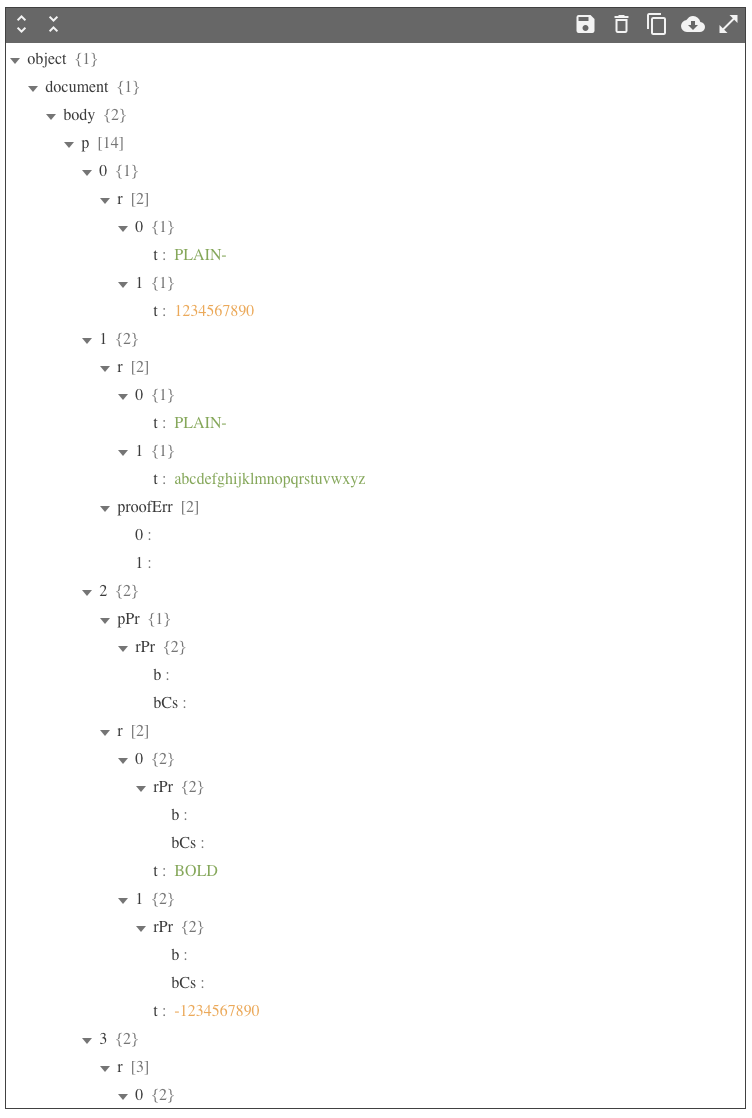 object {1}
document {1}
body {2}
p [14]
0 {1}
r [2]
0 {1}
t : PLAIN-
1 {1}
t : 1234567890
1 {2}
r [2]
0 {1}
t : PLAIN-
1 {1}
t : abcdefghijklmnopqrstuvwxyz
proofErr [2]
0 :
1 :
2 {2}
pPr {1}
rPr {2}
b :
bCs :
r [2]
0 {2}
rPr {2}
b :
bCs :
t : BOLD
1 {2}
rPr {2}
b :
bCs :
t : -1234567890
3 {2}
r [3]
0 {2}